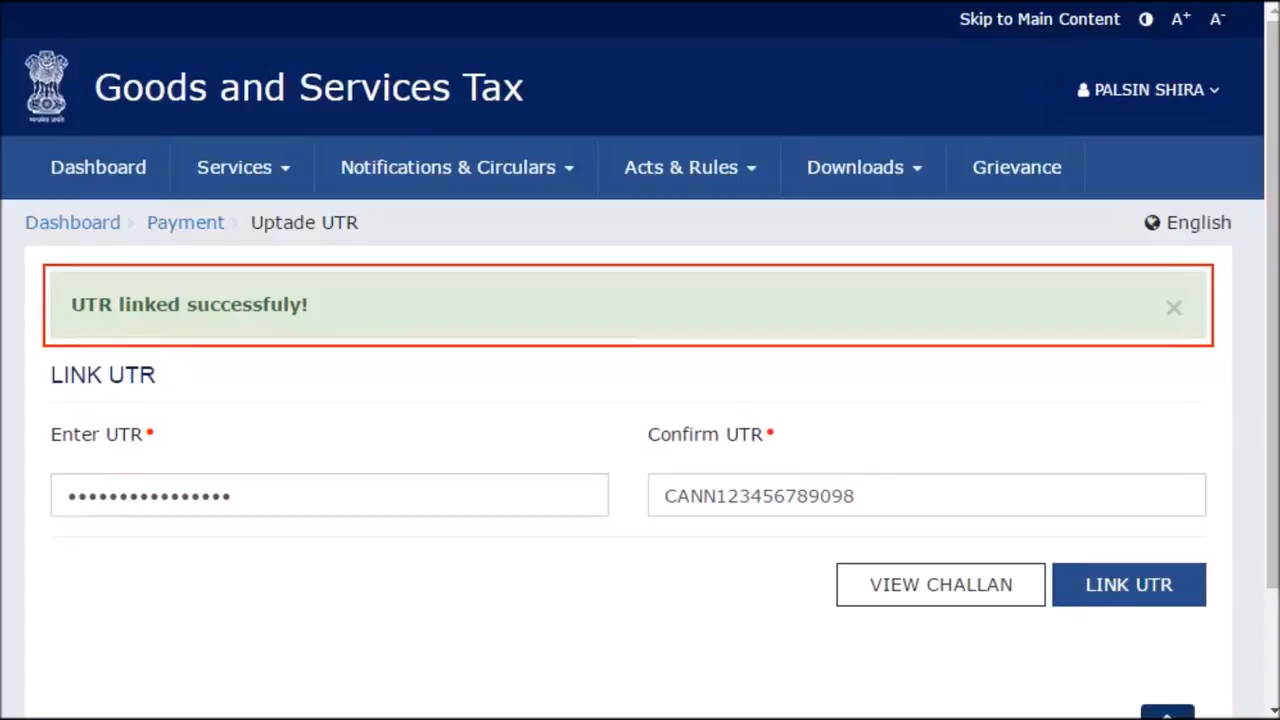 Skip to Main Content A+ A-
Goods and Services Tax
PALSIN SHIRA
Dashboard Services Notifications & Circulars Acts & Rules Downloads Grievance
Dashboard Payment Uptade UTR English
UTR linked successfuly! ×
LINK UTR
Enter UTR• Confirm UTR•
•••••••••••••••• CANN123456789098
VIEW CHALLAN LINK UTR